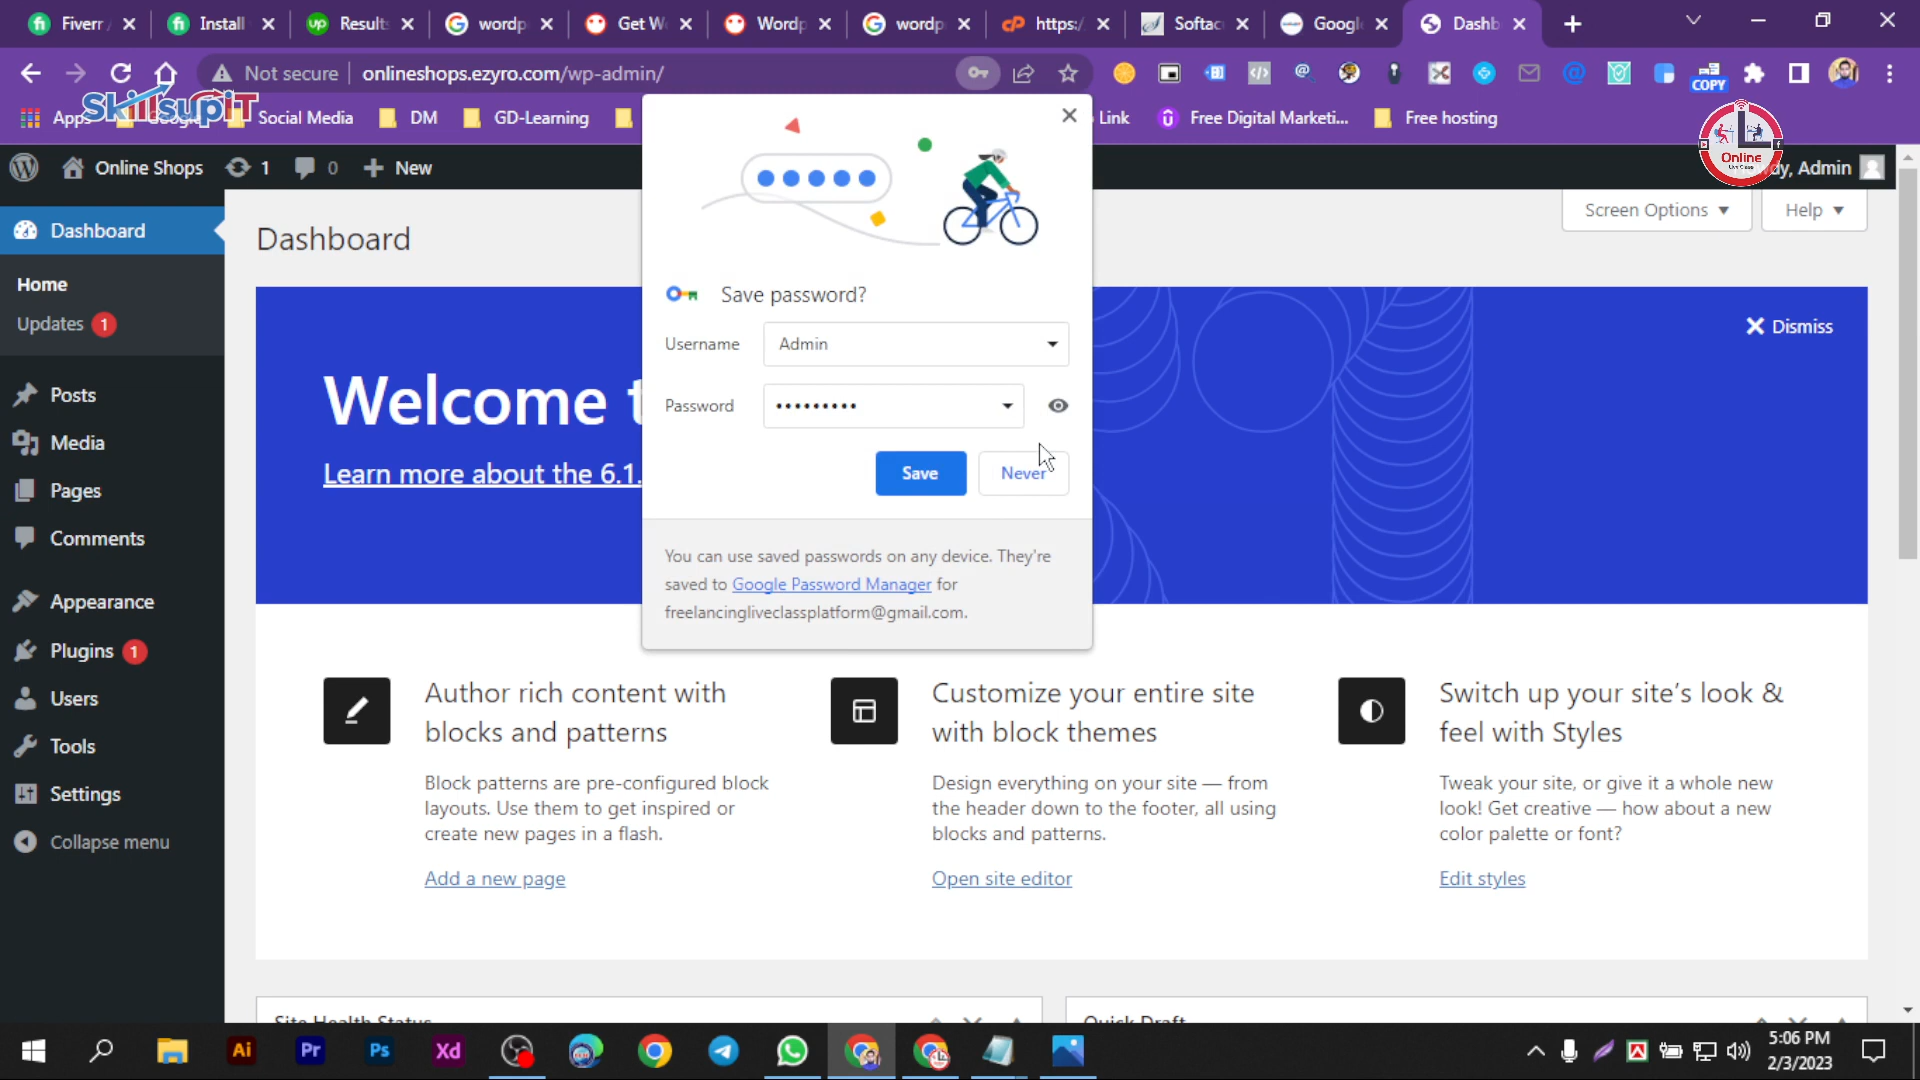 Fiverr
Install
Results
wordp
Get W
Wordp
wordp
https:/
Softac
Google
Dashb
Not secure
onlineshops.ezyro.com/wp-admin/
COPY
Apps
SkillsupIT
Social Media
DM
GD-Learning
Link
Free Digital Marketi...
Free hosting
Online
Live Class
Online Shops
1
0
New
dy, Admin
Dashboard
Home
Updates 1
Posts
Media
Pages
Comments
Appearance
Plugins 1
Users
Tools
Settings
Collapse menu
Dashboard
Screen Options
Help
Welcome t
Learn more about the 6.1.
Dismiss
Save password?
Username
Admin
Password
•••••••••
Save
Never
You can use saved passwords on any device. They're
saved to Google Password Manager for
freelancingliveclassplatform@gmail.com.
Author rich content with
blocks and patterns
Block patterns are pre-configured block
layouts. Use them to get inspired or
create new pages in a flash.
Add a new page
Customize your entire site
with block themes
Design everything on your site — from
the header down to the footer, all using
blocks and patterns.
Open site editor
Switch up your site's look &
feel with Styles
Tweak your site, or give it a whole new
look! Get creative — how about a new
color palette or font?
Edit styles
Site Health Status
Quick Draft
Ai
Pr
Ps
Xd
5:06 PM
2/3/2023